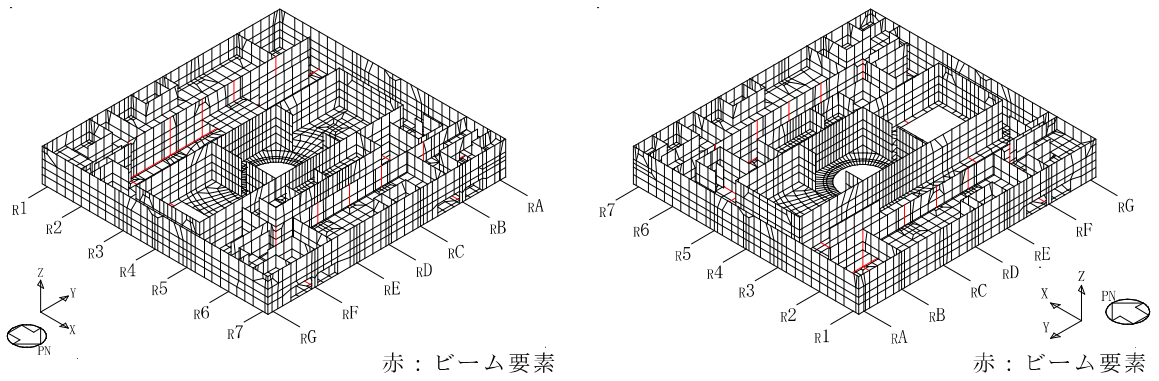 R1
R2
R3
R4
R5
R6
R7
RG
RF
RE
RD
RC
RB
RA
Z
Y
X
PN
赤：ビーム要素
R7
R6
R5
R4
R3
R2
R1
RA
RB
RC
RD
RE
RF
RG
Z
X
Y
PN
赤：ビーム要素